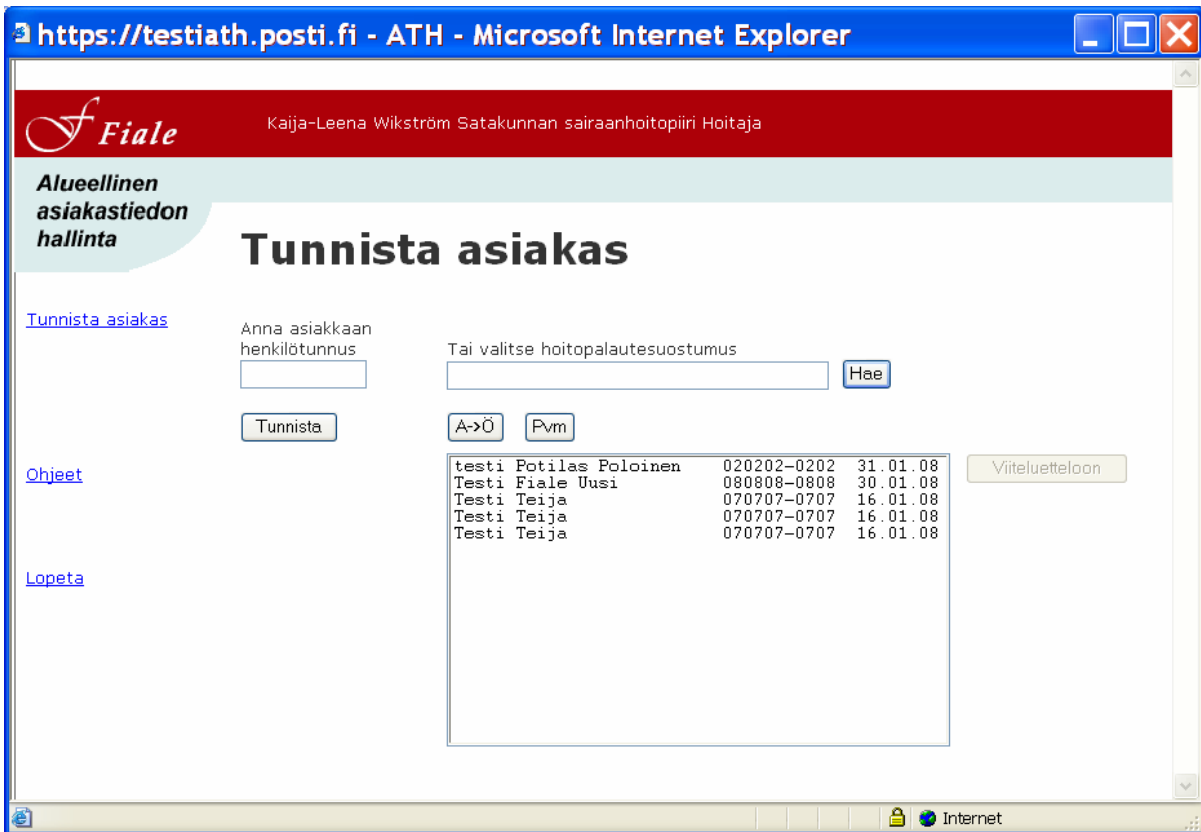 https://testiath.posti.fi - ATH - Microsoft Internet Explorer
Fiale
Kaija-Leena Wikström Satakunnan sairaanhoitopiiri Hoitaja
Alueellinen
asiakastiedon
hallinta
Tunnista asiakas
Tunnista asiakas
Ohjeet
Lopeta
Anna asiakkaan
henkilötunnus
Tai valitse hoitopalautesuostumus
Hae
Tunnista
A->Ö
Pvm
testi Potilas Poloinen 020202-0202 31.01.08
Testi Fiale Uusi 080808-0808 30.01.08
Testi Teija 070707-0707 16.01.08
Testi Teija 070707-0707 16.01.08
Testi Teija 070707-0707 16.01.08
Viiteluetteloon
Internet